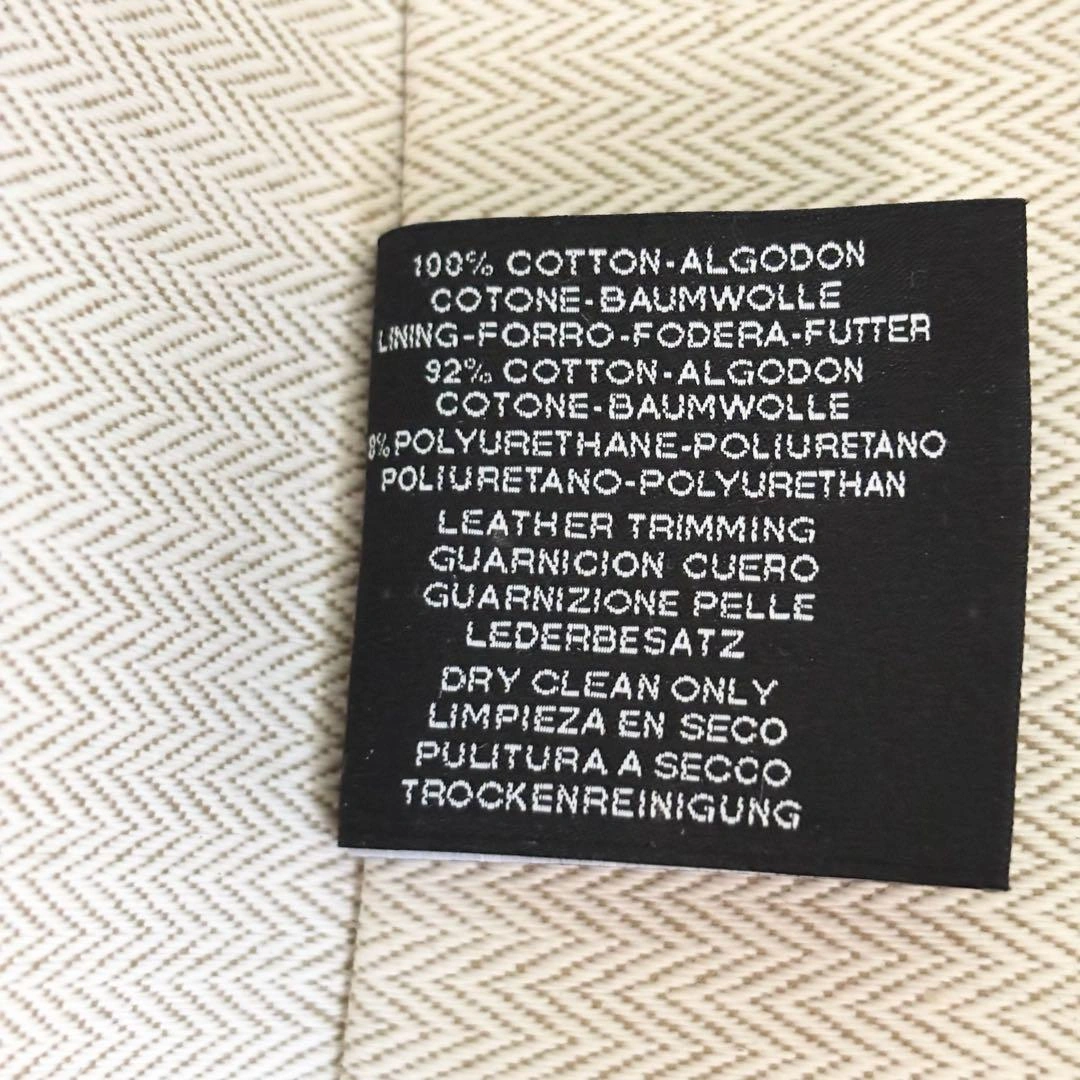 100% COTTON-ALGODON
COTONE-BAUMWOLLE
LINING-FORRO-FODERA-FUTTER
92% COTTON-ALGODON
COTONE-BAUMWOLLE
8% POLYURETHANE-POLIURETANO
POLIURETANO-POLYURETHAN
LEATHER TRIMMING
GUARNICION CUERO
GUARNIZIONE PELLE
LEDERBESATZ
DRY CLEAN ONLY
LIMPIEZA EN SECO
PULITURA A SECCO
TROCKENREINIGUNG